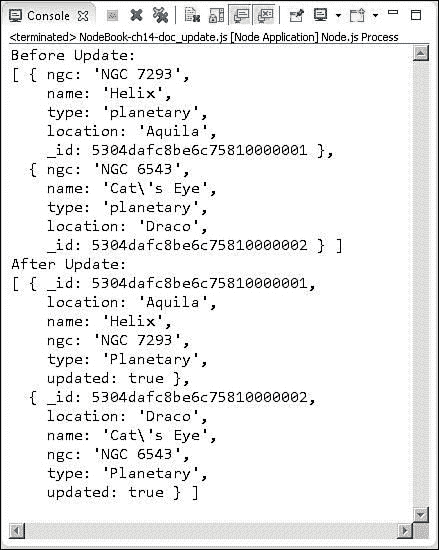 Console
<terminated> NodeBook-ch14-doc_update.js [Node Application] Node.js Process
Before Update:
[ { ngc: 'NGC 7293',
name: 'Helix',
type: 'planetary',
location: 'Aquila',
_id: 5304dafc8be6c75810000001 },
{ ngc: 'NGC 6543',
name: 'Cat\'s Eye',
type: 'planetary',
location: 'Draco',
_id: 5304dafc8be6c75810000002 } ]
After Update:
[ { _id: 5304dafc8be6c75810000001,
location: 'Aquila',
name: 'Helix',
ngc: 'NGC 7293',
type: 'Planetary',
updated: true },
{ _id: 5304dafc8be6c75810000002,
location: 'Draco',
name: 'Cat\'s Eye',
ngc: 'NGC 6543',
type: 'Planetary',
updated: true } ]